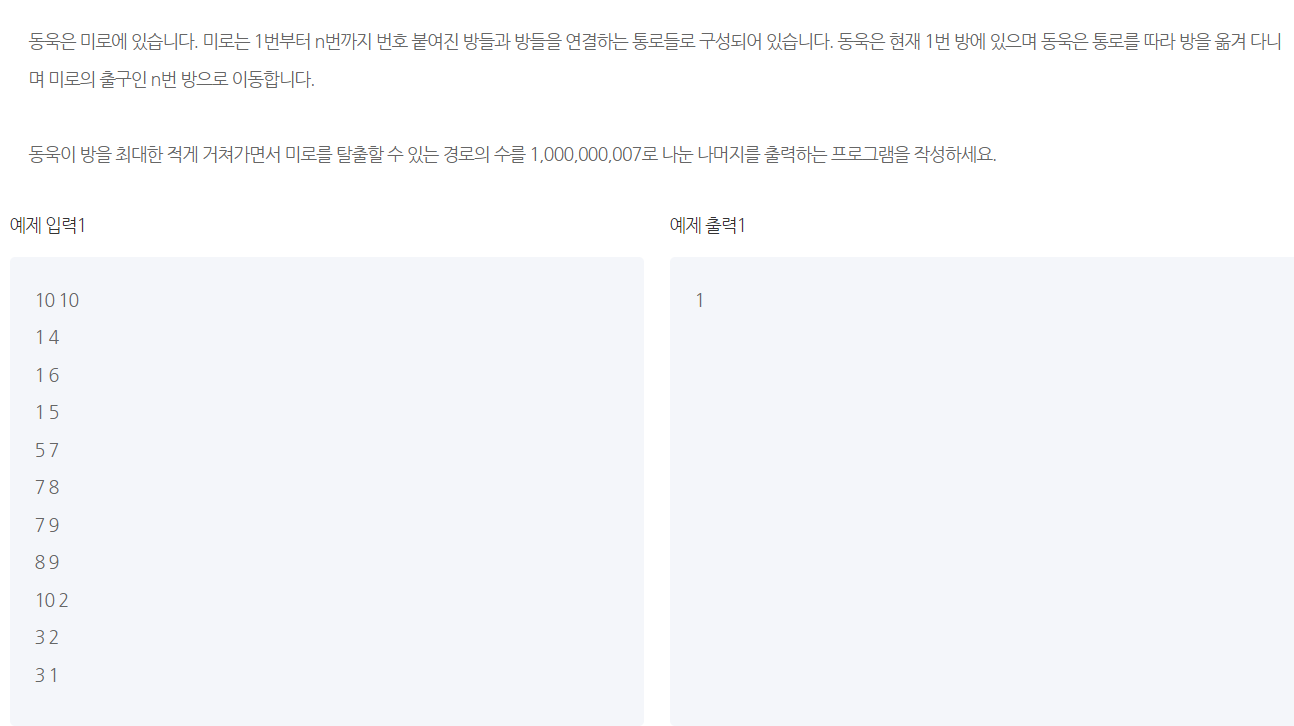 동욱은 미로에 있습니다. 미로는 1번부터 n번까지 번호 붙여진 방들과 방들을 연결하는 통로들로 구성되어 있습니다. 동욱은 현재 1번 방에 있으며 동욱은 통로를 따라 방을 옮겨 다니
며 미로의 출구인 n번 방으로 이동합니다.
동욱이 방을 최대한 적게 거쳐가면서 미로를 탈출할 수 있는 경로의 수를 1,000,000,007로 나눈 나머지를 출력하는 프로그램을 작성하세요.
예제 입력1
10 10
1 4
1 6
1 5
5 7
7 8
7 9
8 9
10 2
3 2
3 1
예제 출력1
1